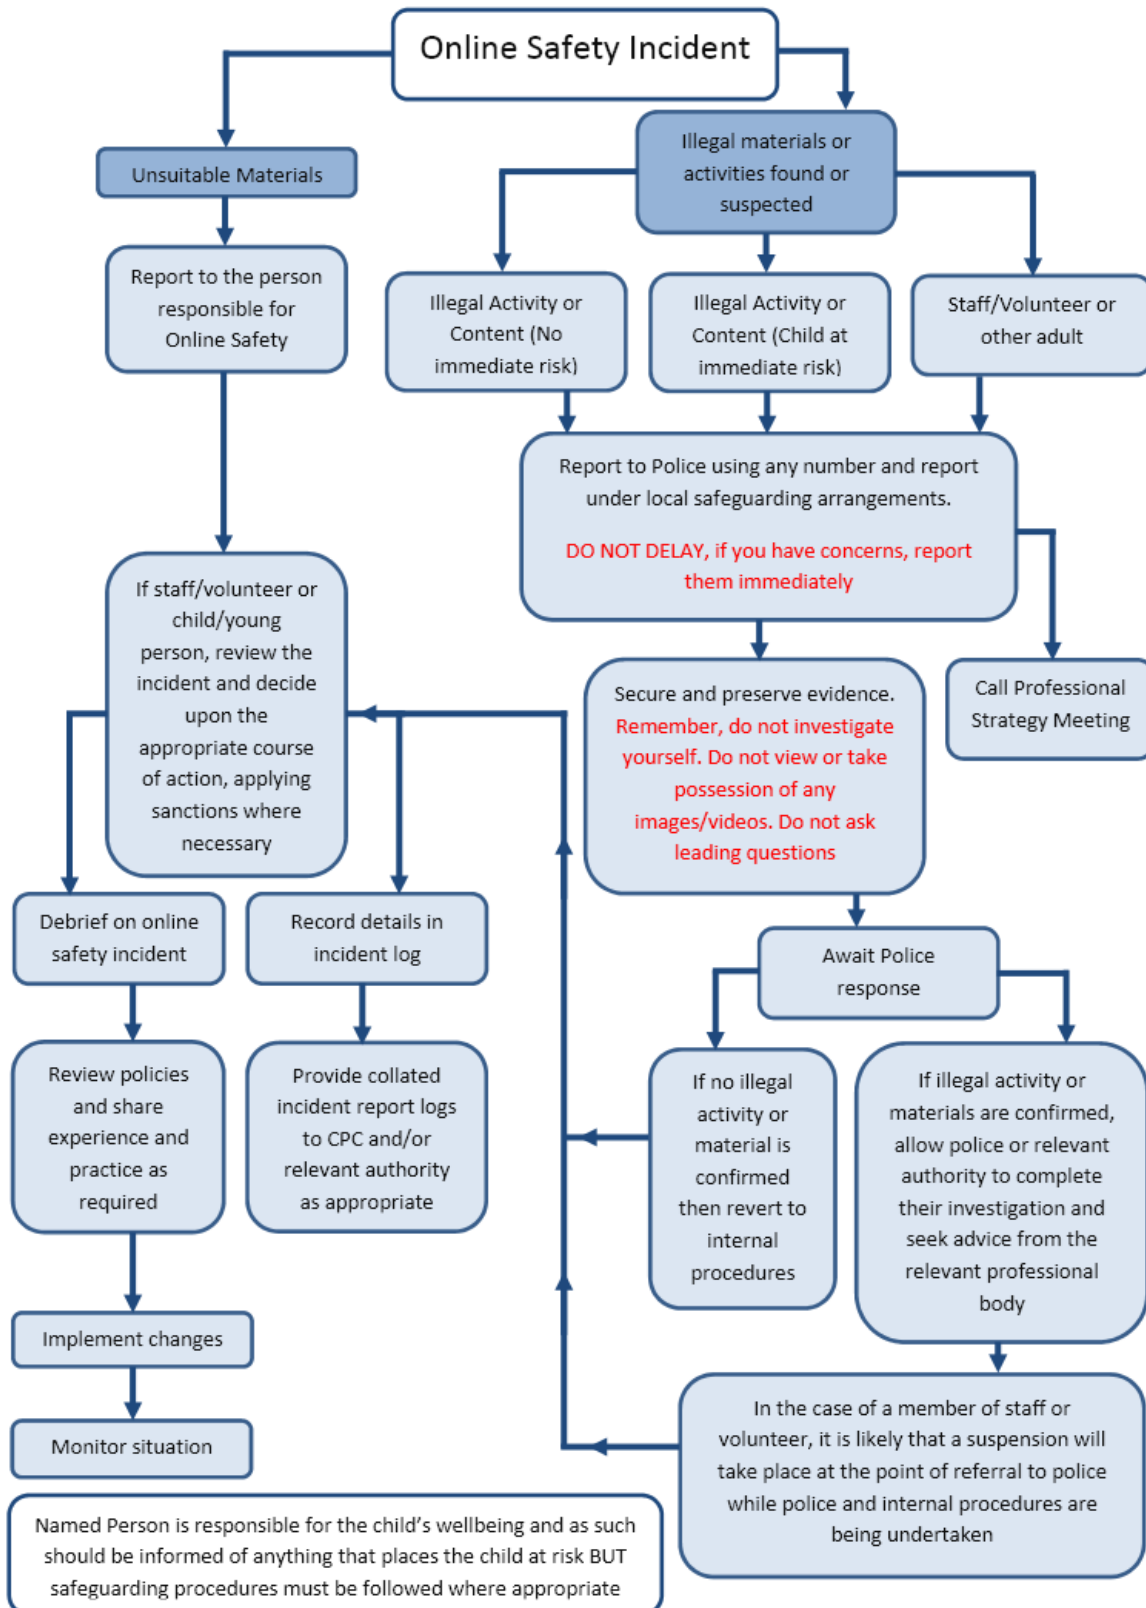 Online Safety Incident
Unsuitable Materials
Illegal materials or
activities found or
suspected
Report to the person
responsible for
Online Safety
Illegal Activity or
Content (No
immediate risk)
Illegal Activity or
Content (Child at
immediate risk)
Staff/Volunteer or
other adult
Report to Police using any number and report
under local safeguarding arrangements.
DO NOT DELAY, if you have concerns, report
them immediately
If staff/volunteer or
child/young
person, review the
incident and decide
upon the
appropriate course
of action, applying
sanctions where
necessary
Secure and preserve evidence.
Remember, do not investigate
yourself. Do not view or take
possession of any
images/videos. Do not ask
leading questions
Call Professional
Strategy Meeting
Debrief on online
safety incident
Record details in
incident log
Await Police
response
Review policies
and share
experience and
practice as
required
Provide collated
incident report logs
to CPC and/or
relevant authority
as appropriate
If no illegal
activity or
material is
confirmed
then revert to
internal
procedures
If illegal activity or
materials are confirmed,
allow police or relevant
authority to complete
their investigation and
seek advice from the
relevant professional
body
Implement changes
Monitor situation
In the case of a member of staff or
volunteer, it is likely that a suspension will
take place at the point of referral to police
while police and internal procedures are
being undertaken
Named Person is responsible for the child’s wellbeing and as such
should be informed of anything that places the child at risk BUT
safeguarding procedures must be followed where appropriate